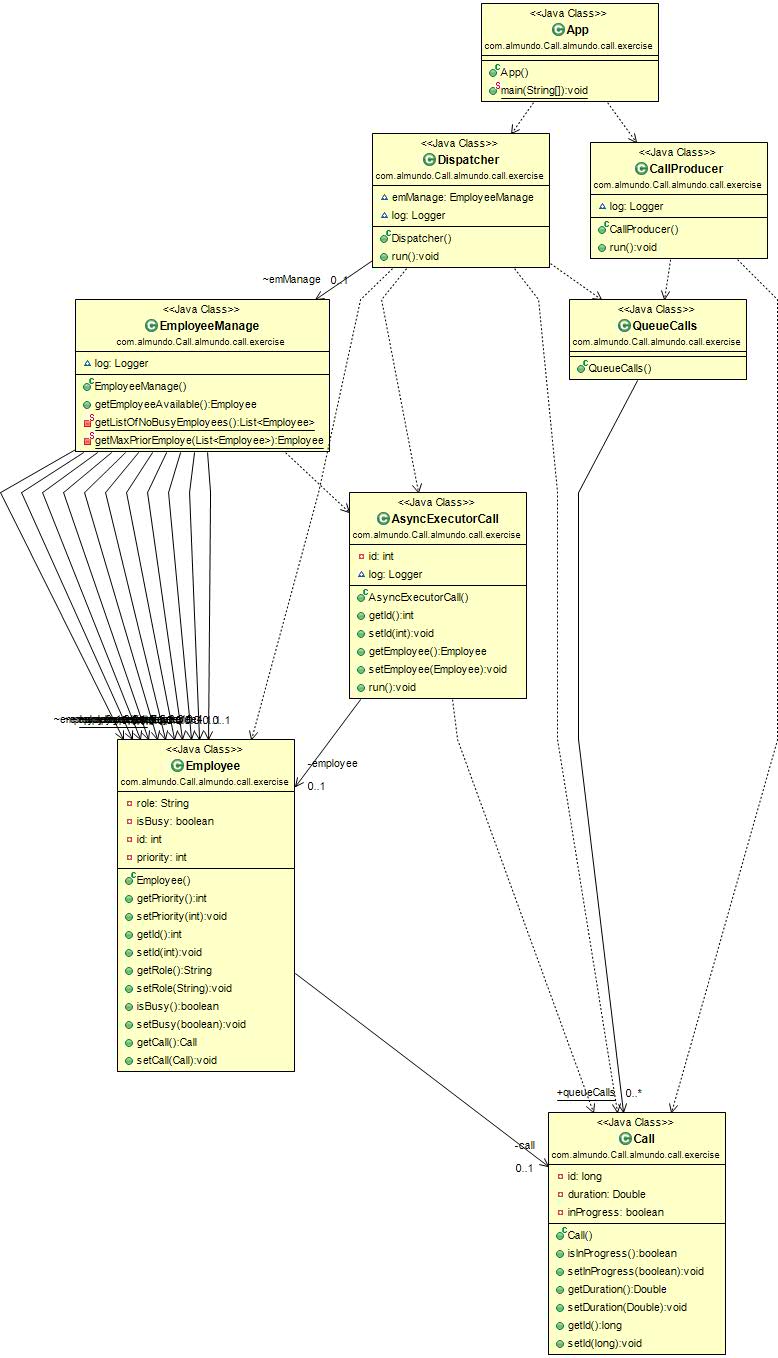 <<Java Class>>
App
com.almundo.Call.almundo.call.exercise
App()
main(String[]):void
<<Java Class>>
Dispatcher
com.almundo.Call.almundo.call.exercise
emManage: EmployeeManage
log: Logger
Dispatcher()
run():void
<<Java Class>>
CallProducer
com.almundo.Call.almundo.call.exercise
log: Logger
CallProducer()
run():void
~emManage 0..1
<<Java Class>>
EmployeeManage
com.almundo.Call.almundo.call.exercise
log: Logger
EmployeeManage()
getEmployeeAvailable():Employee
getListOfNoBusyEmployees():List<Employee>
getMaxPriorEmploye(List<Employee>):Employee
<<Java Class>>
QueueCalls
com.almundo.Call.almundo.call.exercise
QueueCalls()
<<Java Class>>
AsyncExecutorCall
com.almundo.Call.almundo.call.exercise
id: int
log: Logger
AsyncExecutorCall()
getId():int
setId(int):void
getEmployee():Employee
setEmployee(Employee):void
run():void
0..1
<<Java Class>>
Employee
com.almundo.Call.almundo.call.exercise
role: String
isBusy: boolean
id: int
priority: int
Employee()
getPriority():int
setPriority(int):void
getId():int
setId(int):void
getRole():String
setRole(String):void
isBusy():boolean
setBusy(boolean):void
getCall():Call
setCall(Call):void
-employee
0..1
+queueCalls 0..*
-call
0..1
<<Java Class>>
Call
com.almundo.Call.almundo.call.exercise
id: long
duration: Double
inProgress: boolean
Call()
isInProgress():boolean
setInProgress(boolean):void
getDuration():Double
setDuration(Double):void
getId():long
setId(long):void